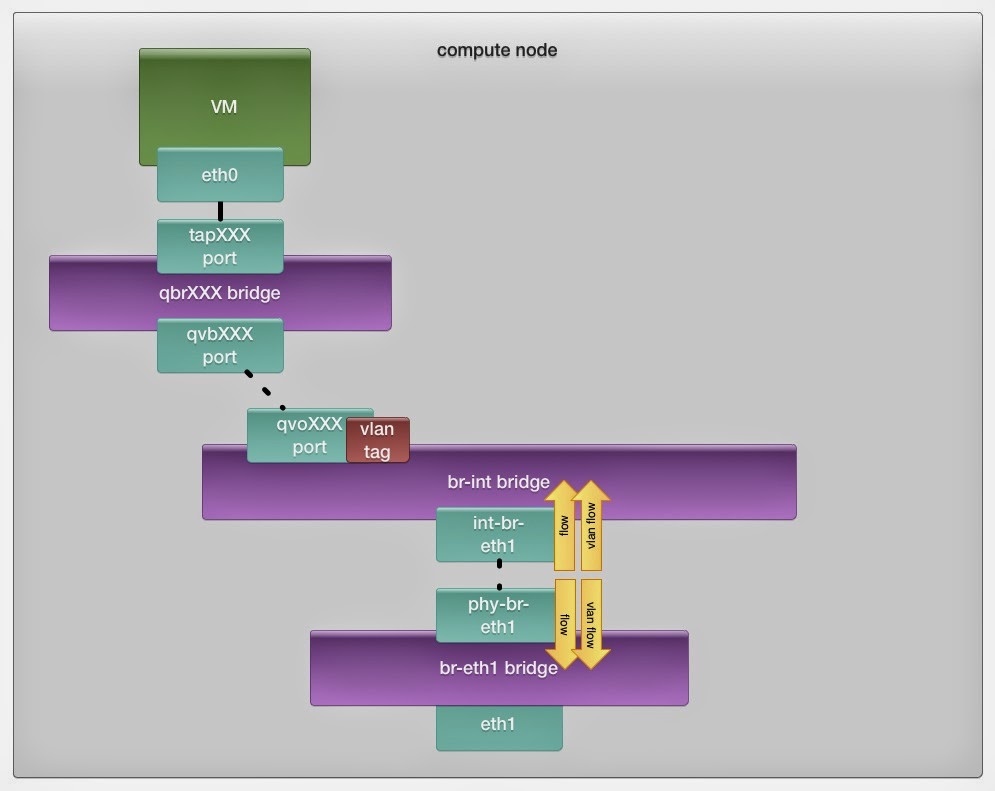 compute node
VM
eth0
tapXXX
port
qbrXXX bridge
qvbXXX
port
qvoXXX
port
vlan
tag
br-int bridge
int-br-
eth1
flow
vlan flow
phy-br-
eth1
flow
vlan flow
br-eth1 bridge
eth1